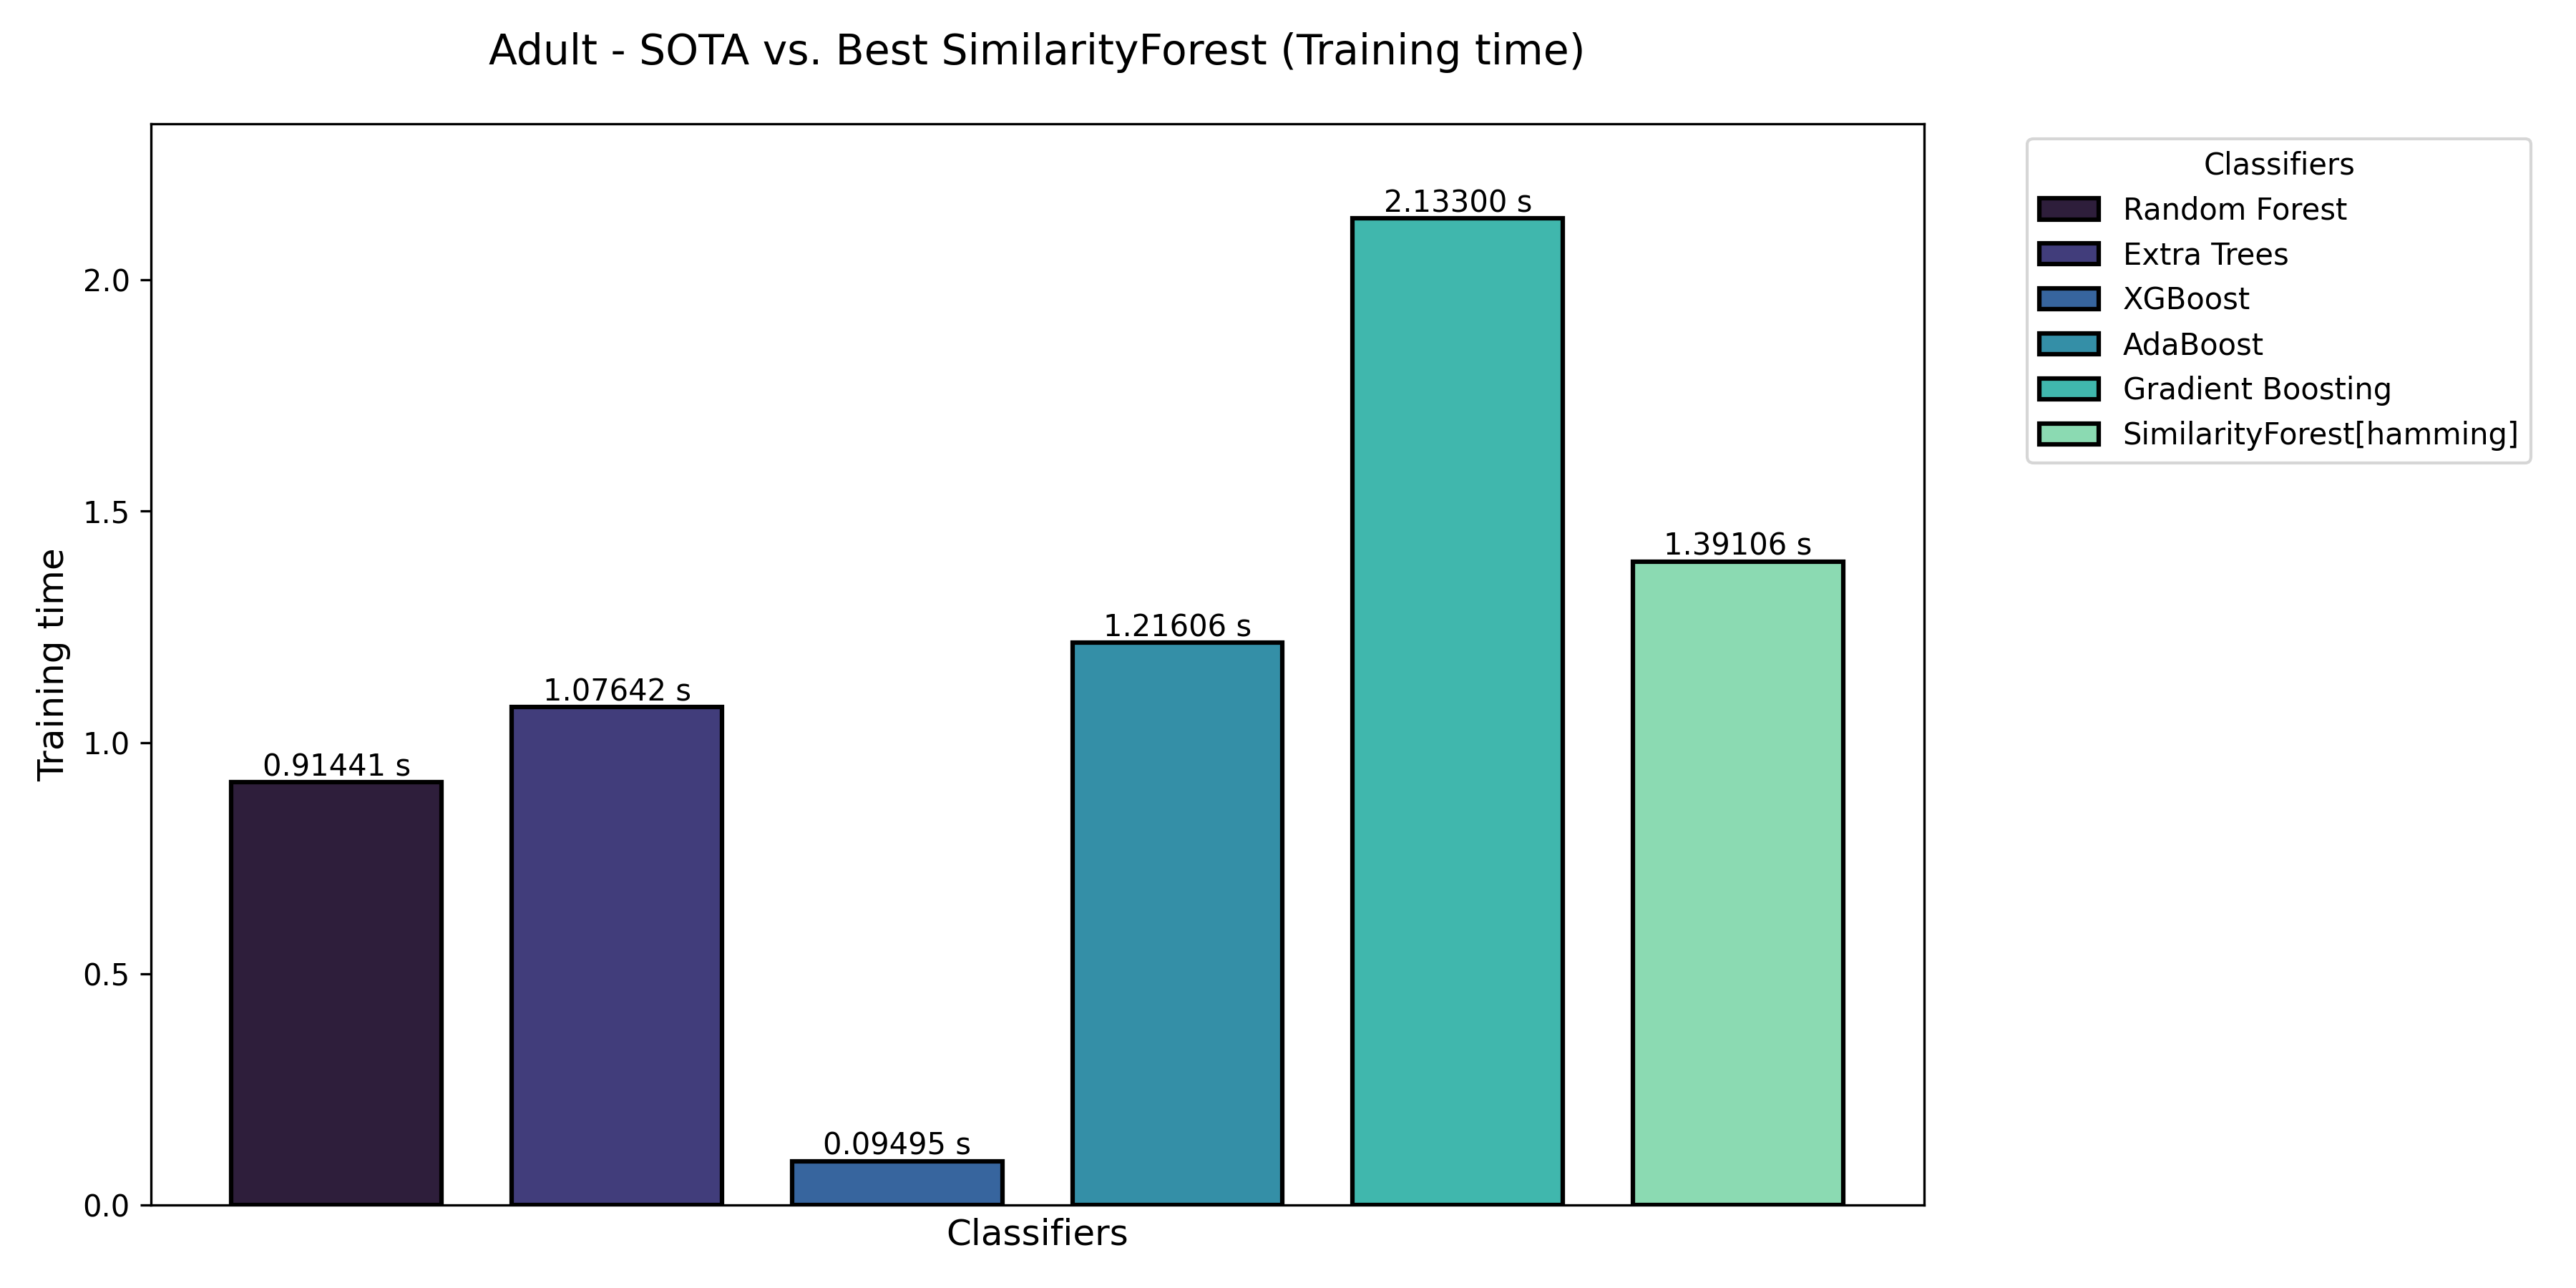 Adult - SOTA vs. Best SimilarityForest (Training time)
Training time
2.0
1.5
1.0
0.5
0.0
0.91441 s
1.07642 s
0.09495 s
1.21606 s
2.13300 s
1.39106 s
Classifiers
Classifiers
Random Forest
Extra Trees
XGBoost
AdaBoost
Gradient Boosting
SimilarityForest[hamming]